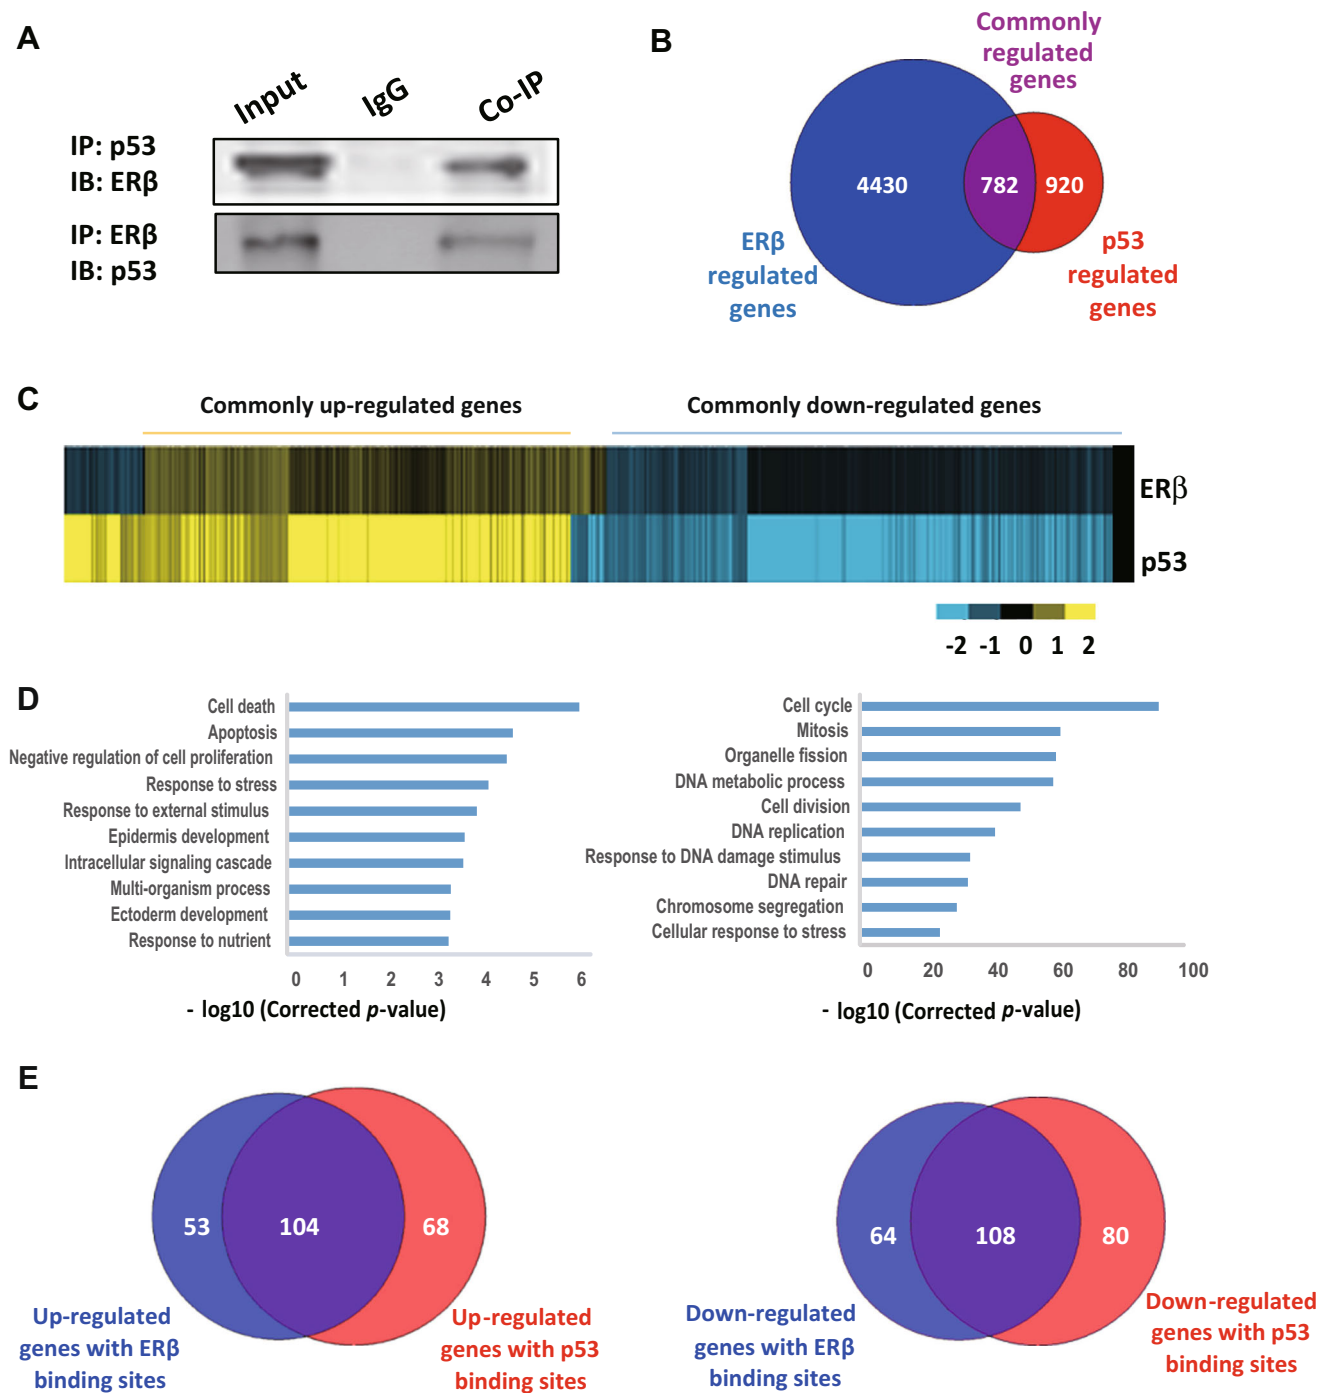 A
Input
IgG
Co-IP
IP: p53
IB: ERβ
IP: ERβ
IB: p53
B
Commonly
regulated
genes
4430
782
920
ERβ
regulated
genes
p53
regulated
genes
C
Commonly up-regulated genes
Commonly down-regulated genes
ERβ
p53
-2 -1 0 1 2
D
Cell death
Apoptosis
Negative regulation of cell proliferation
Response to stress
Response to external stimulus
Epidermis development
Intracellular signaling cascade
Multi-organism process
Ectoderm development
Response to nutrient
0 1 2 3 4 5 6
- log10 (Corrected p-value)
Cell cycle
Mitosis
Organelle fission
DNA metabolic process
Cell division
DNA replication
Response to DNA damage stimulus
DNA repair
Chromosome segregation
Cellular response to stress
0 20 40 60 80 100
- log10 (Corrected p-value)
E
53
104
68
Up-regulated
genes with ERβ
binding sites
Up-regulated
genes with p53
binding sites
64
108
80
Down-regulated
genes with ERβ
binding sites
Down-regulated
genes with p53
binding sites